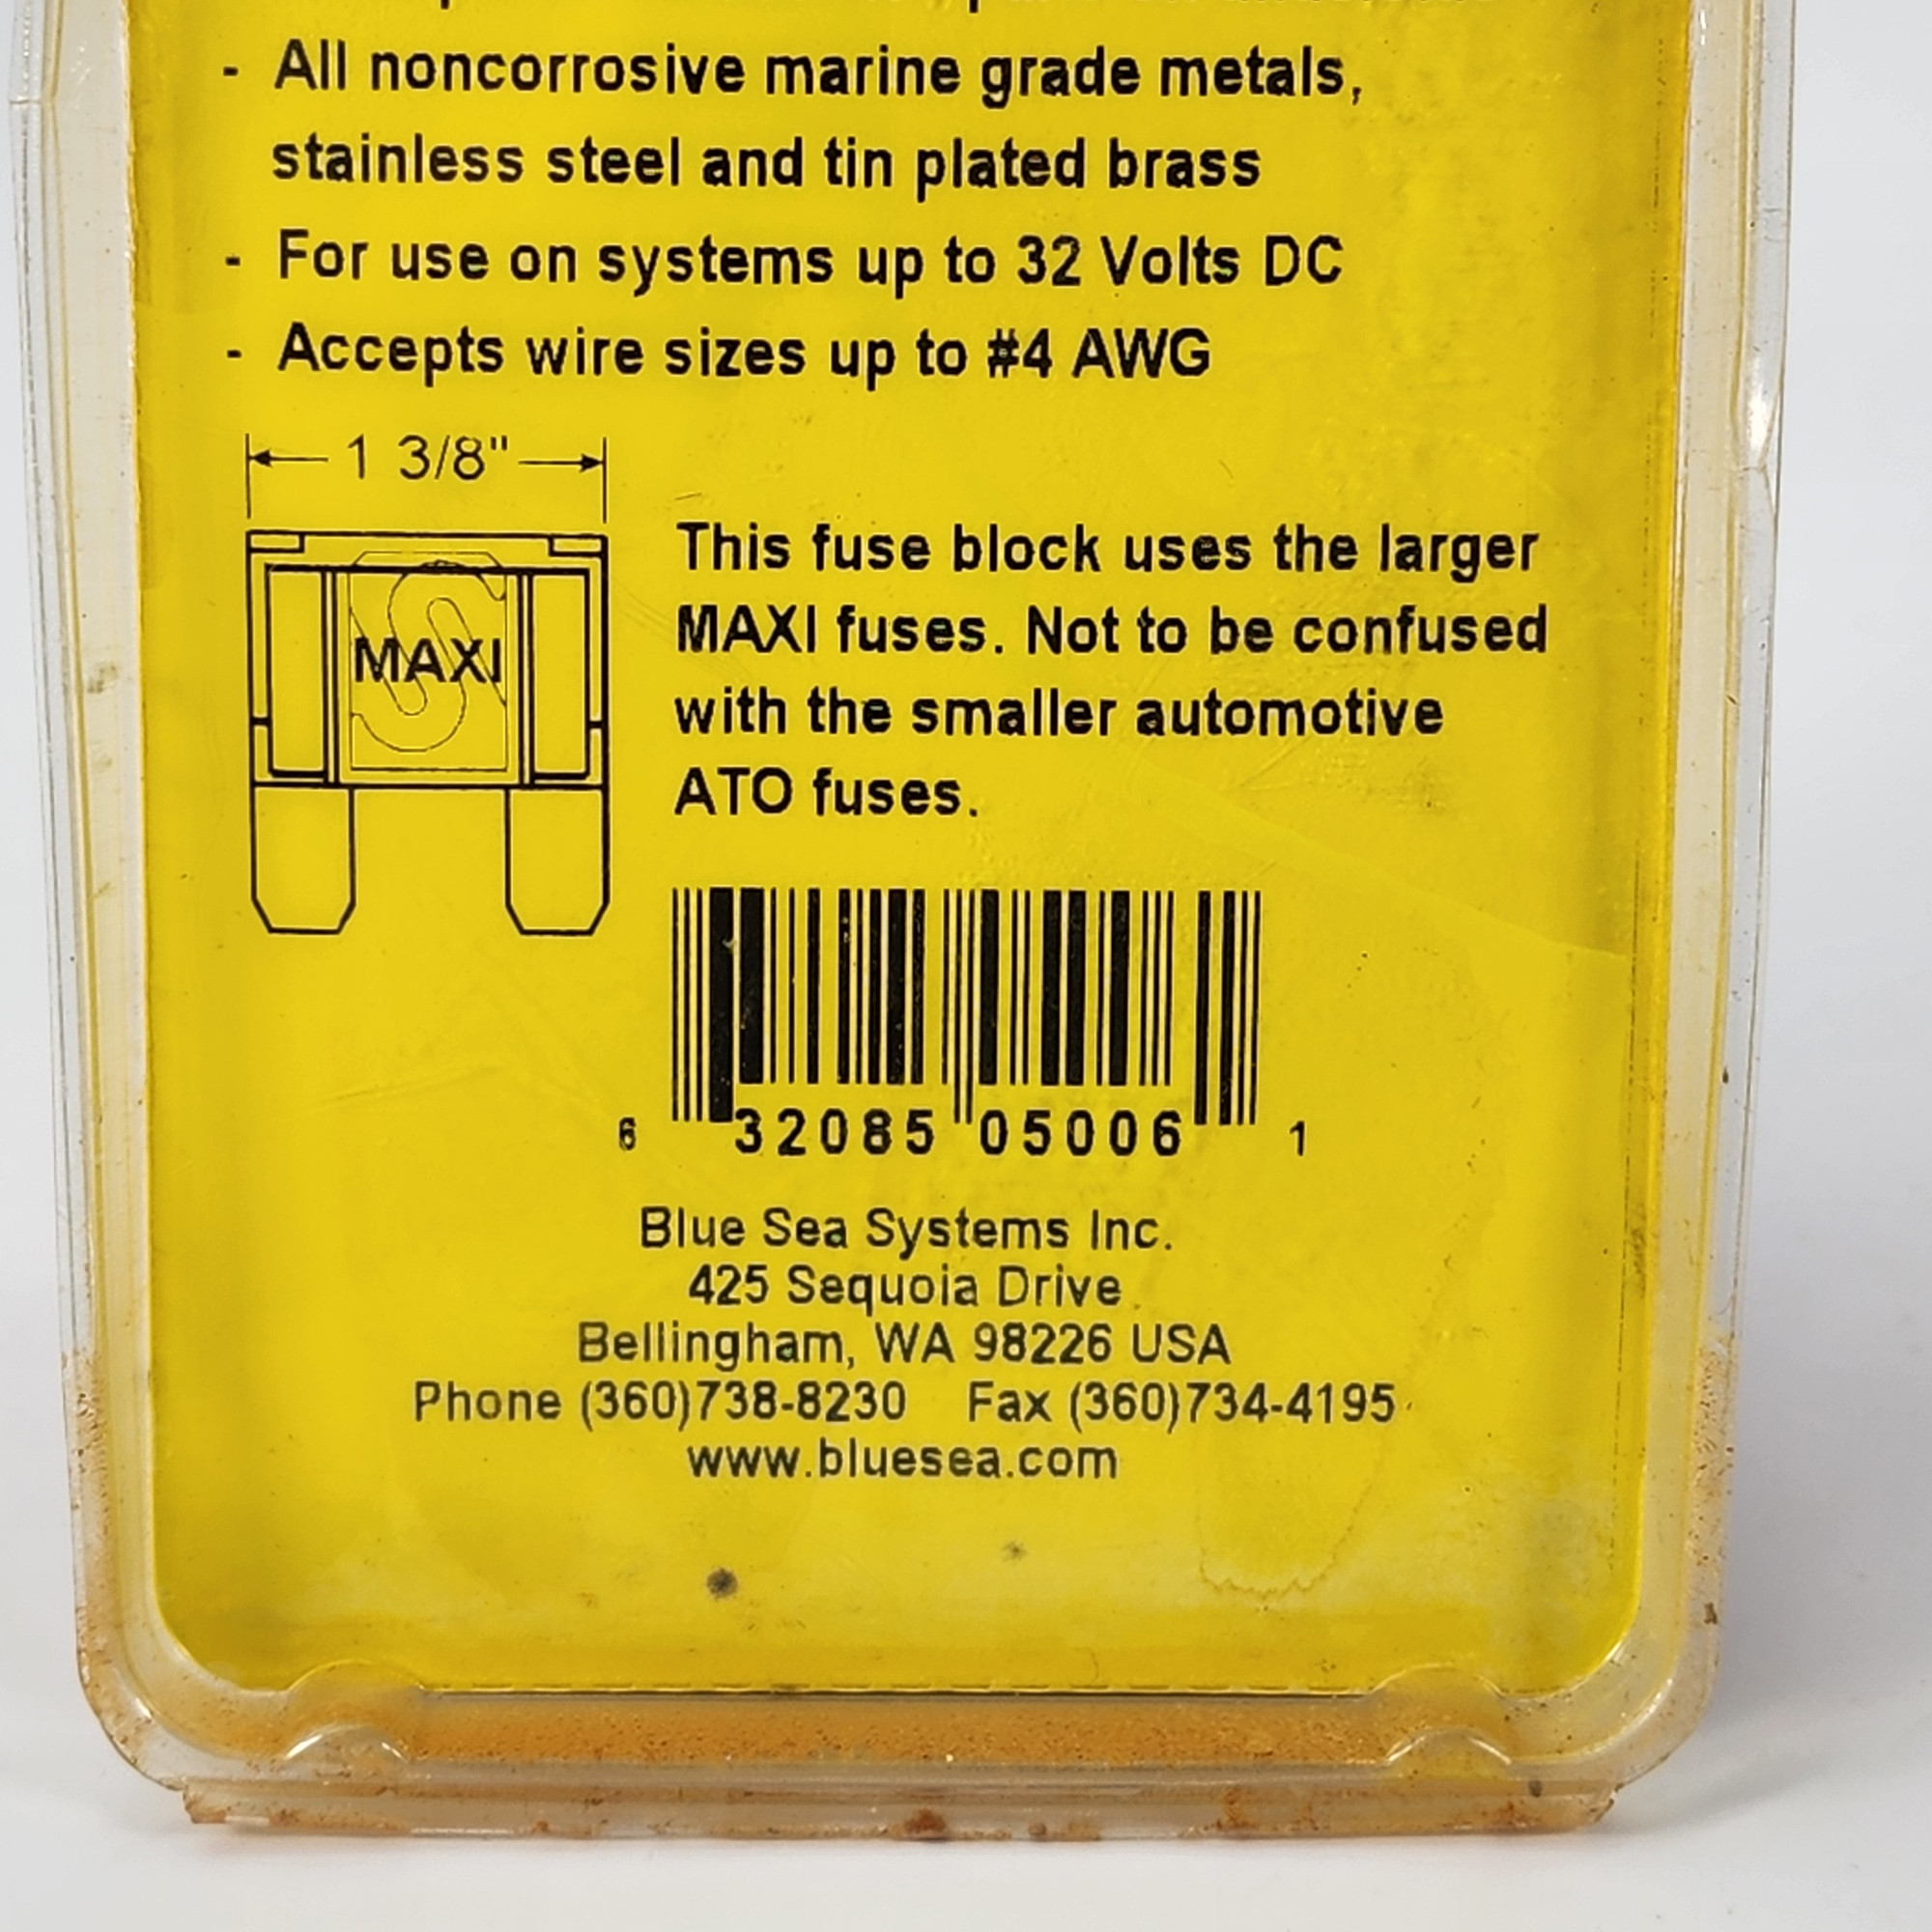 - All noncorrosive marine grade metals,
stainless steel and tin plated brass
- For use on systems up to 32 Volts DC
- Accepts wire sizes up to #4 AWG
1 3/8"
MAXI
This fuse block uses the larger
MAXI fuses. Not to be confused
with the smaller automotive
ATO fuses.
6 32085 05006 1
Blue Sea Systems Inc.
425 Sequoia Drive
Bellingham, WA 98226 USA
Phone (360)738-8230 Fax (360)734-4195
www.bluesea.com